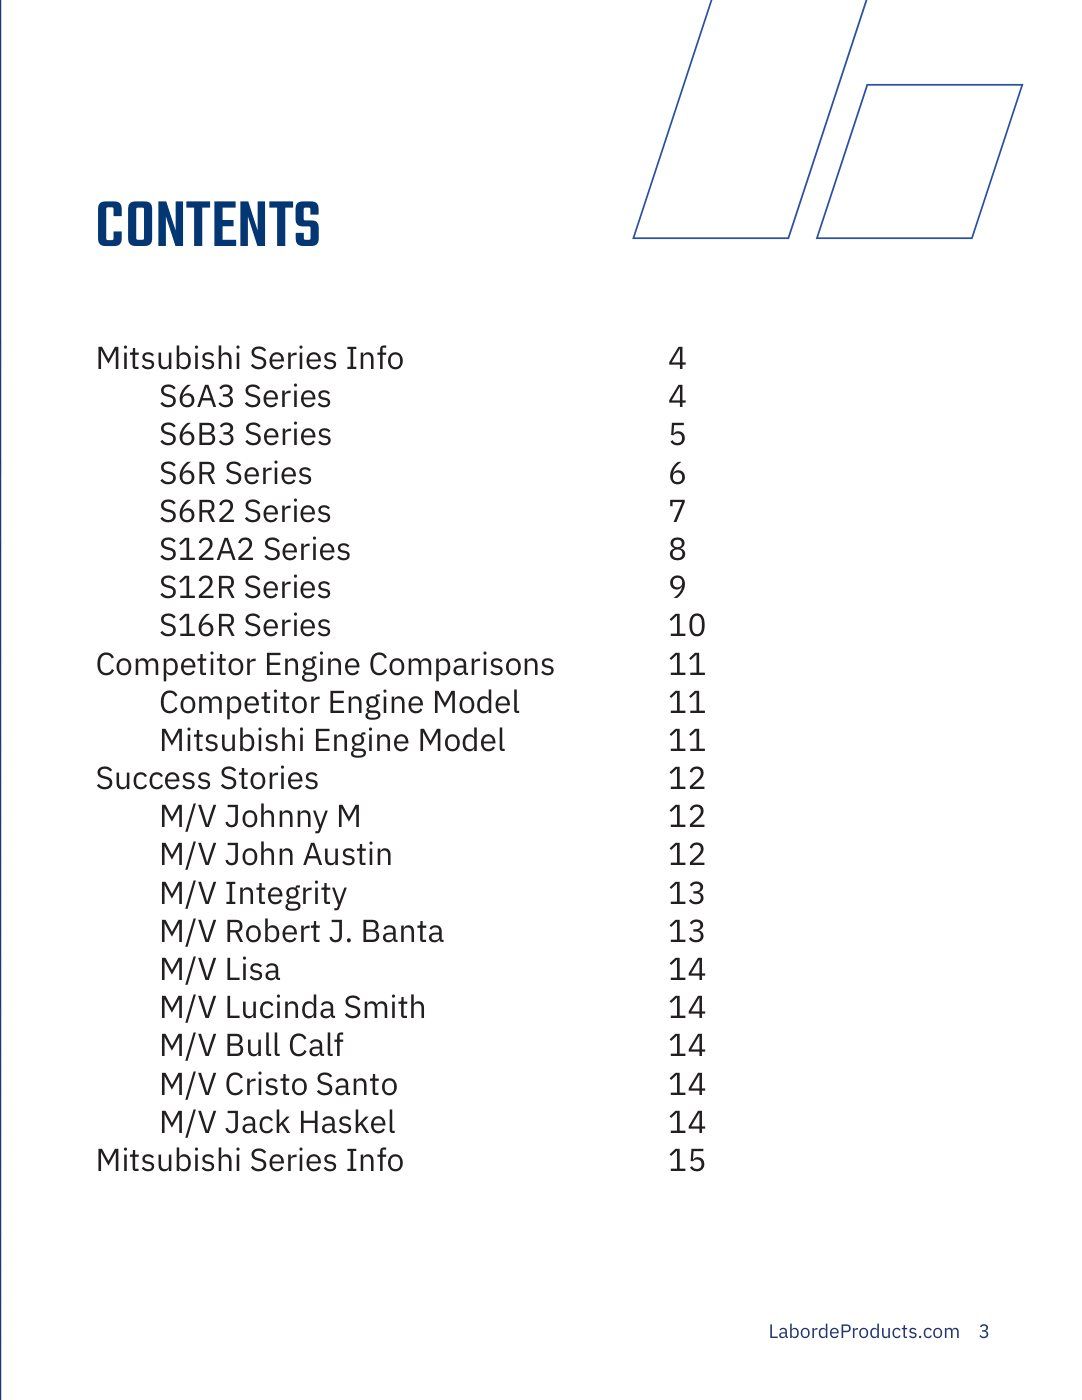 CONTENTS
Mitsubishi Series Info 4
S6A3 Series 4
S6B3 Series 5
S6R Series 6
S6R2 Series 7
S12A2 Series 8
S12R Series 9
S16R Series 10
Competitor Engine Comparisons 11
Competitor Engine Model 11
Mitsubishi Engine Model 11
Success Stories 12
M/V Johnny M 12
M/V John Austin 12
M/V Integrity 13
M/V Robert J. Banta 13
M/V Lisa 14
M/V Lucinda Smith 14
M/V Bull Calf 14
M/V Cristo Santo 14
M/V Jack Haskel 14
Mitsubishi Series Info 15
LabordeProducts.com 3